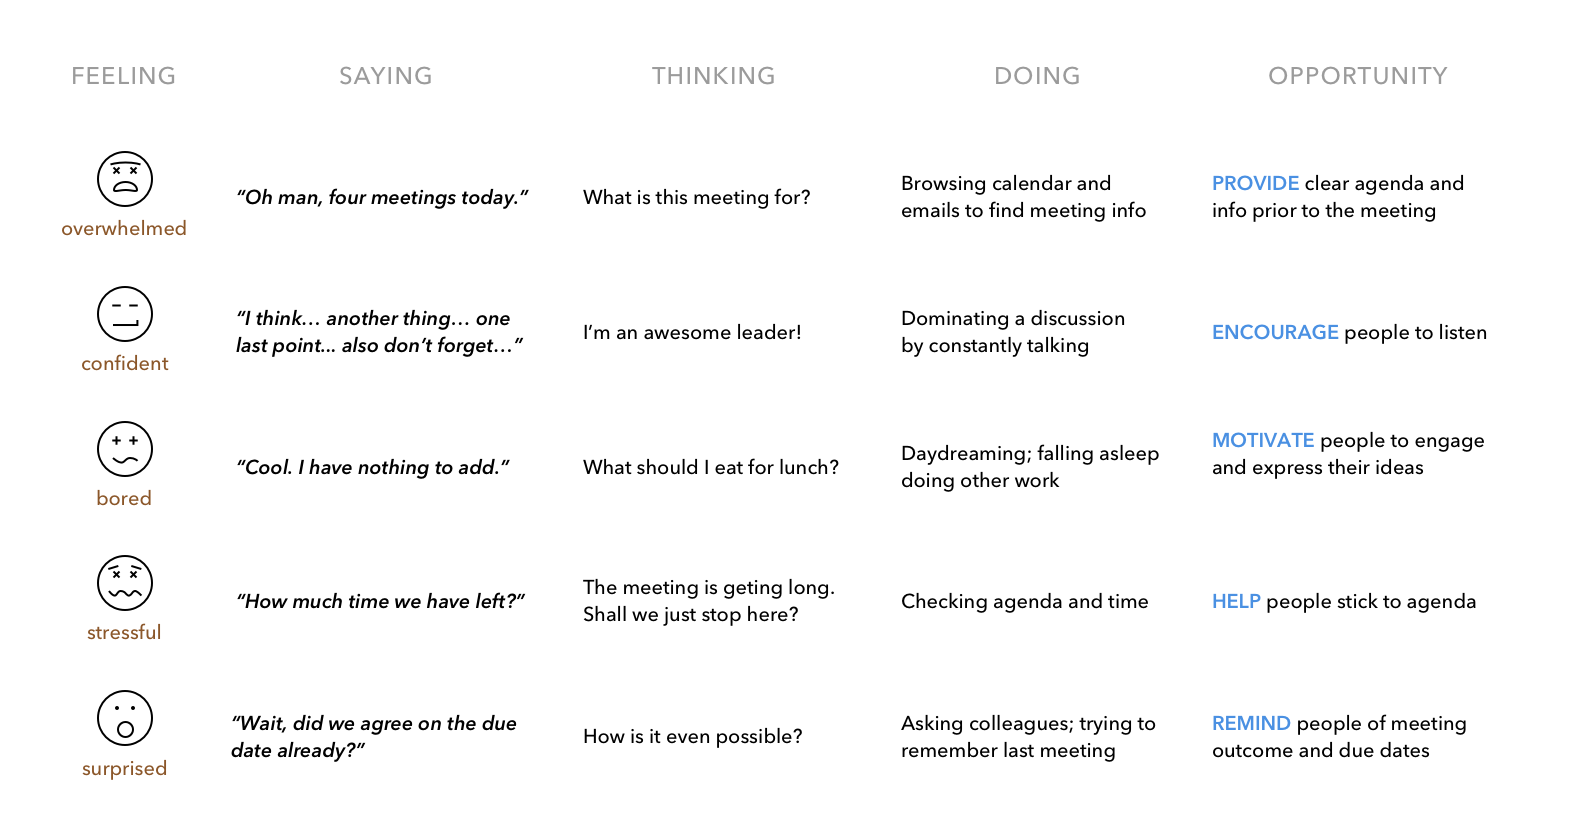 FEELING SAYING THINKING DOING OPPORTUNITY
overwhelmed
“Oh man, four meetings today.”
What is this meeting for?
Browsing calendar and
emails to find meeting info
PROVIDE clear agenda and
info prior to the meeting
confident
“I think… another thing… one
last point... also don’t forget…”
I’m an awesome leader!
Dominating a discussion
by constantly talking
ENCOURAGE people to listen
bored
“Cool. I have nothing to add.”
What should I eat for lunch?
Daydreaming; falling asleep
doing other work
MOTIVATE people to engage
and express their ideas
stressful
“How much time we have left?”
The meeting is geting long.
Shall we just stop here?
Checking agenda and time
HELP people stick to agenda
surprised
“Wait, did we agree on the due
date already?”
How is it even possible?
Asking colleagues; trying to
remember last meeting
REMIND people of meeting
outcome and due dates